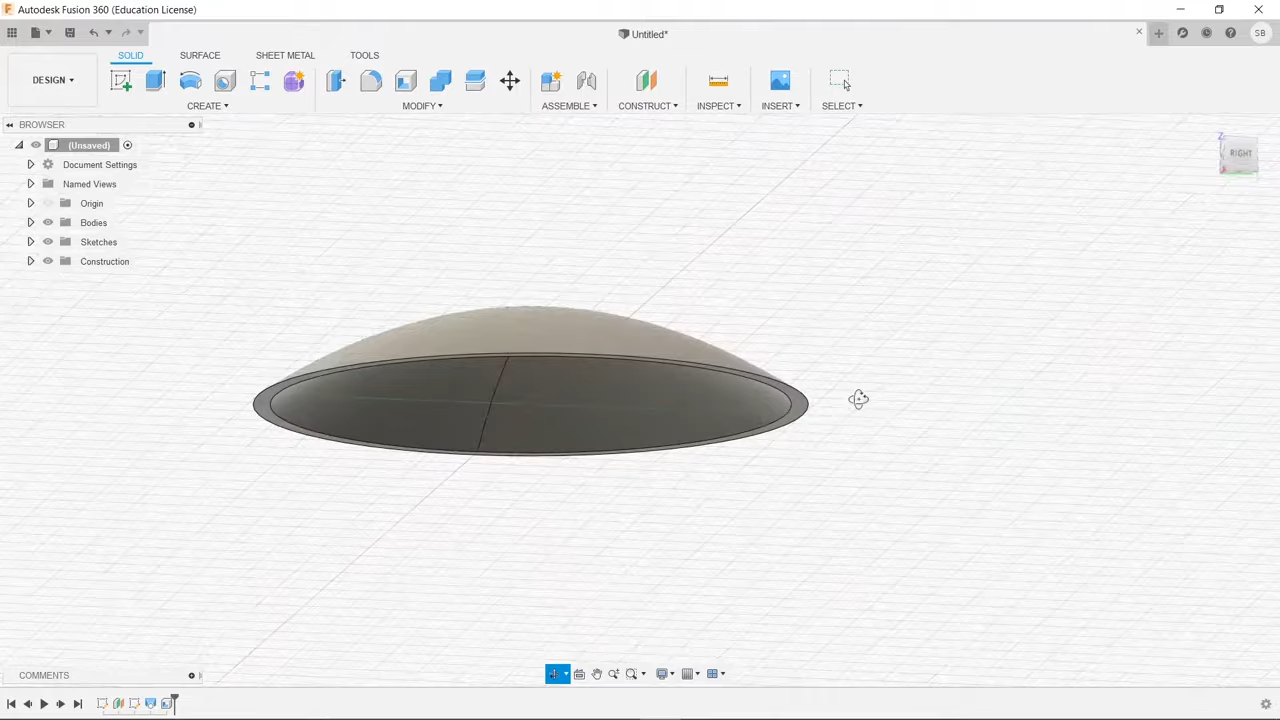 Autodesk Fusion 360 (Education License)
Untitled*
SB
SOLID SURFACE SHEET METAL TOOLS
DESIGN
CREATE MODIFY ASSEMBLE CONSTRUCT INSPECT INSERT SELECT
BROWSER
(Unsaved)
Document Settings
Named Views
Origin
Bodies
Sketches
Construction
Z
RIGHT
COMMENTS